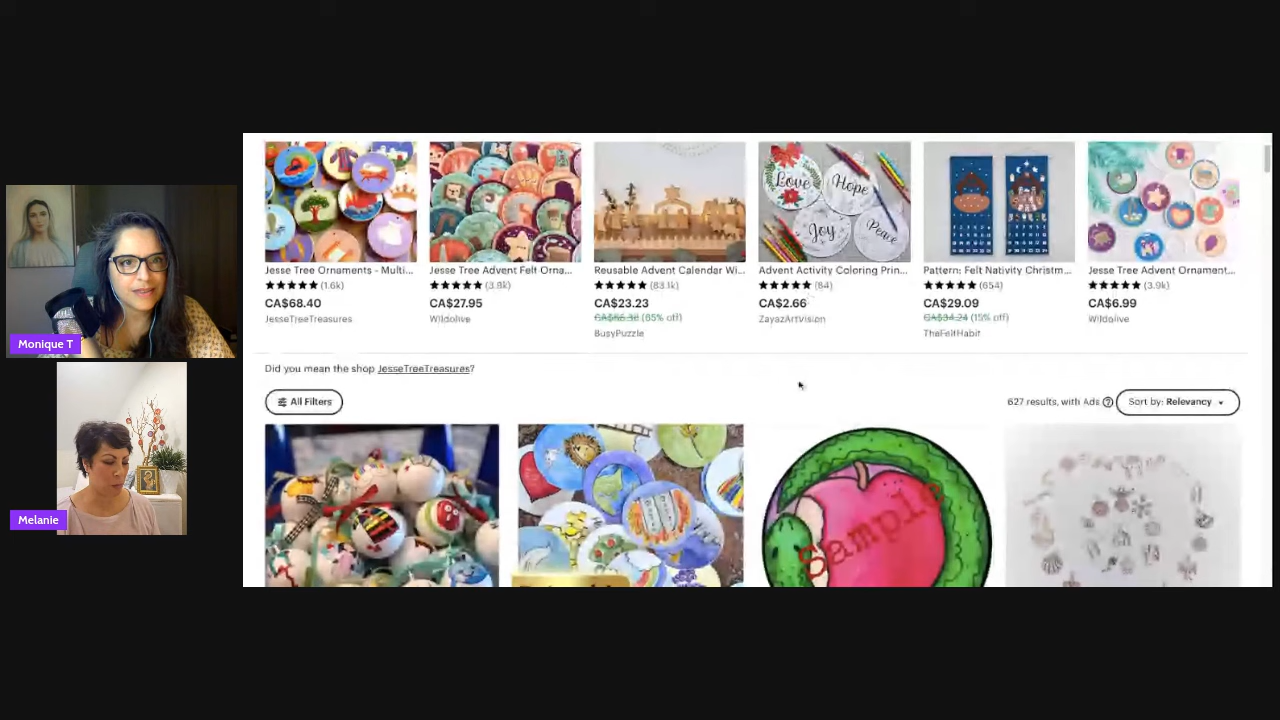 Monique T
Melanie
Love
Hope
Joy
Peace
Jesse Tree Ornaments - Multi...
(1.6k)
CA$68.40
JesseTreeTreasures
Jesse Tree Advent Felt Orna...
(3.9k)
CA$27.95
Wildolive
Reusable Advent Calendar Wi...
(83.1k)
CA$23.23
CA$66.36 (65% off)
BusyPuzzle
Advent Activity Coloring Prin...
(84)
CA$2.66
ZayazArtVision
Pattern: Felt Nativity Christm...
(654)
CA$29.09
CA$34.24 (15% off)
TheFeltHabit
Jesse Tree Advent Ornament...
(3.9k)
CA$6.99
Wildolive
Did you mean the shop JesseTreeTreasures?
All Filters
627 results, with Ads ?
Sort by: Relevancy
Sample